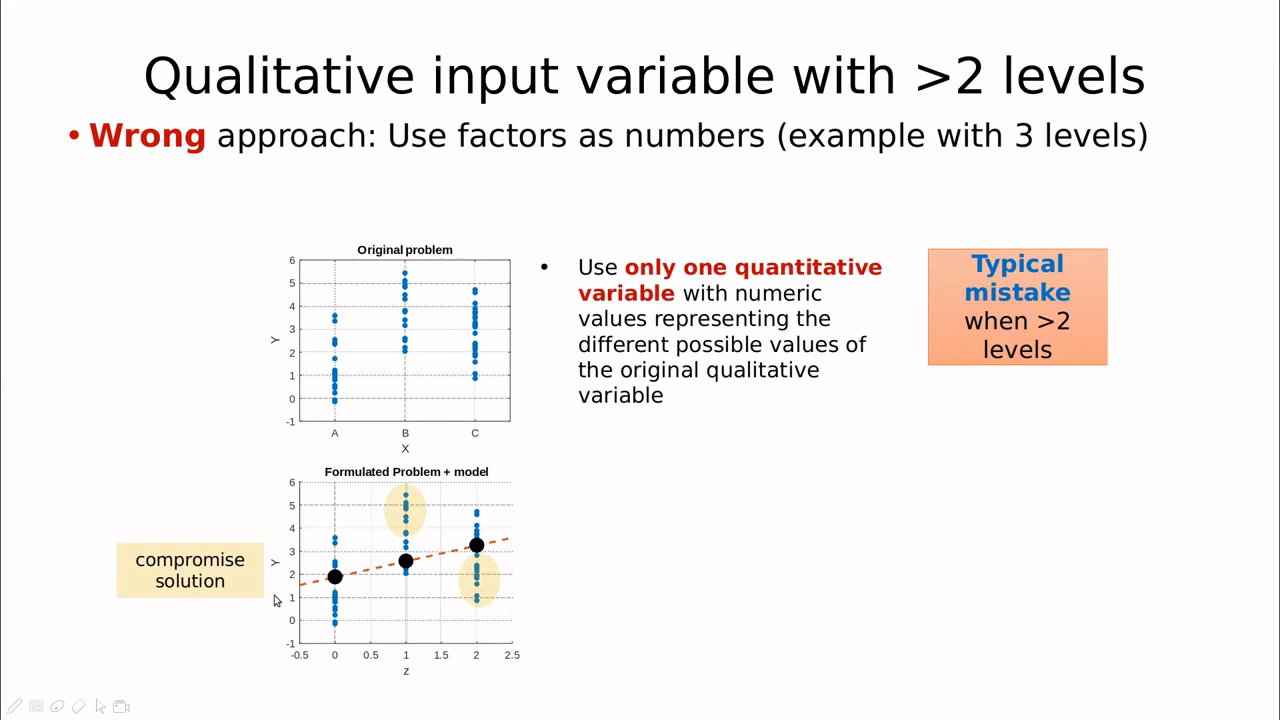 Qualitative input variable with >2 levels
• Wrong approach: Use factors as numbers (example with 3 levels)
Original problem
6
5
4
3
2
1
0
-1
Y
A B C
X
• Use only one quantitative
variable with numeric
values representing the
different possible values of
the original qualitative
variable
Typical
mistake
when >2
levels
Formulated Problem + model
6
5
4
3
2
1
0
-1
Y
-0.5 0 0.5 1 1.5 2 2.5
z
compromise
solution